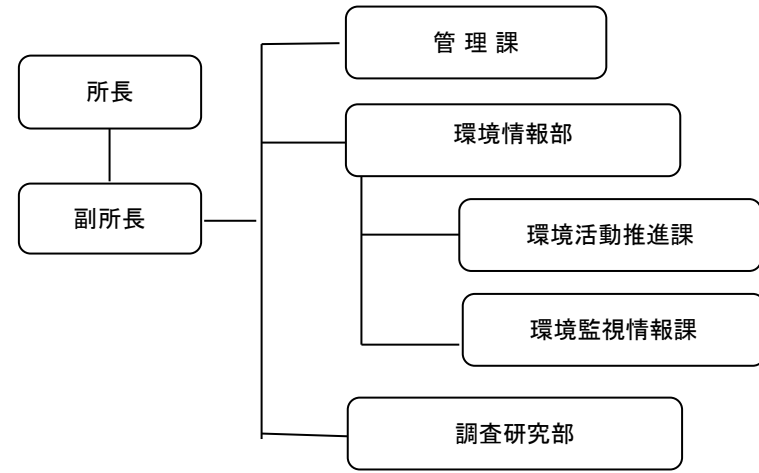 所長
副所長
管 理 課
環境情報部
環境活動推進課
環境監視情報課
調査研究部